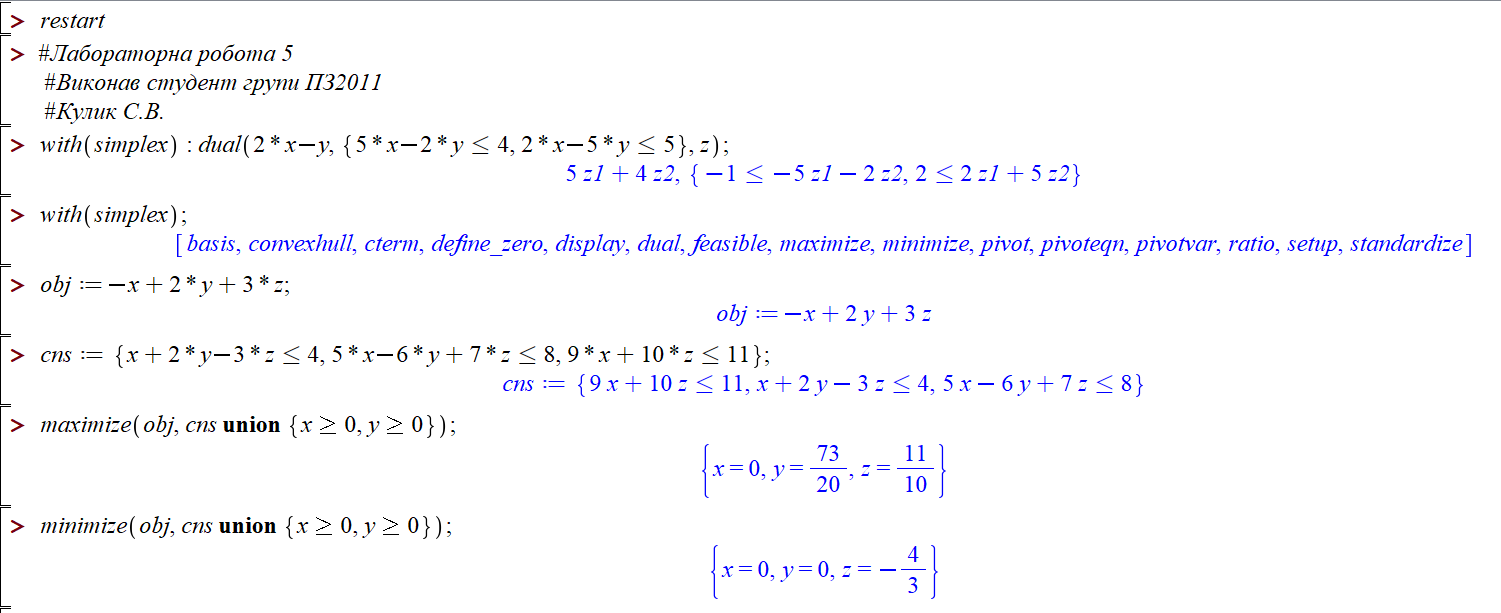 > restart
> #Лабораторна робота 5
#Виконав студент групи ПЗ2011
#Кулик С.В.
> with(simplex) : dual(2*x−y, {5*x−2*y ≤ 4, 2*x−5*y ≤ 5}, z);
5 z1 + 4 z2, {−1 ≤ −5 z1 − 2 z2, 2 ≤ 2 z1 + 5 z2}
> with(simplex);
[basis, convexhull, cterm, define_zero, display, dual, feasible, maximize, minimize, pivot, pivoteqn, pivotvar, ratio, setup, standardize]
> obj := −x + 2*y + 3*z;
obj := −x + 2 y + 3 z
> cns := {x + 2*y−3*z ≤ 4, 5*x−6*y + 7*z ≤ 8, 9*x + 10*z ≤ 11};
cns := {9 x + 10 z ≤ 11, x + 2 y − 3 z ≤ 4, 5 x − 6 y + 7 z ≤ 8}
> maximize(obj, cns union {x ≥ 0, y ≥ 0});
{x = 0, y = 73/20, z = 11/10}
> minimize(obj, cns union {x ≥ 0, y ≥ 0});
{x = 0, y = 0, z = −4/3}